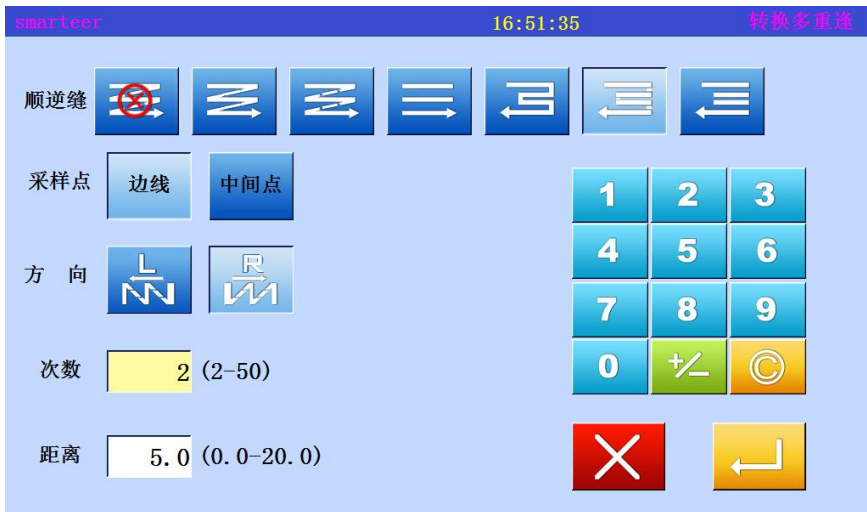 smarteer 16:51:35 转换多重逢
顺逆缝
采样点 边线 中间点
1 2 3
方 向 L R
4 5 6
7 8 9
次数 2 (2-50)
0 +/- ©
距离 5.0 (0.0-20.0)